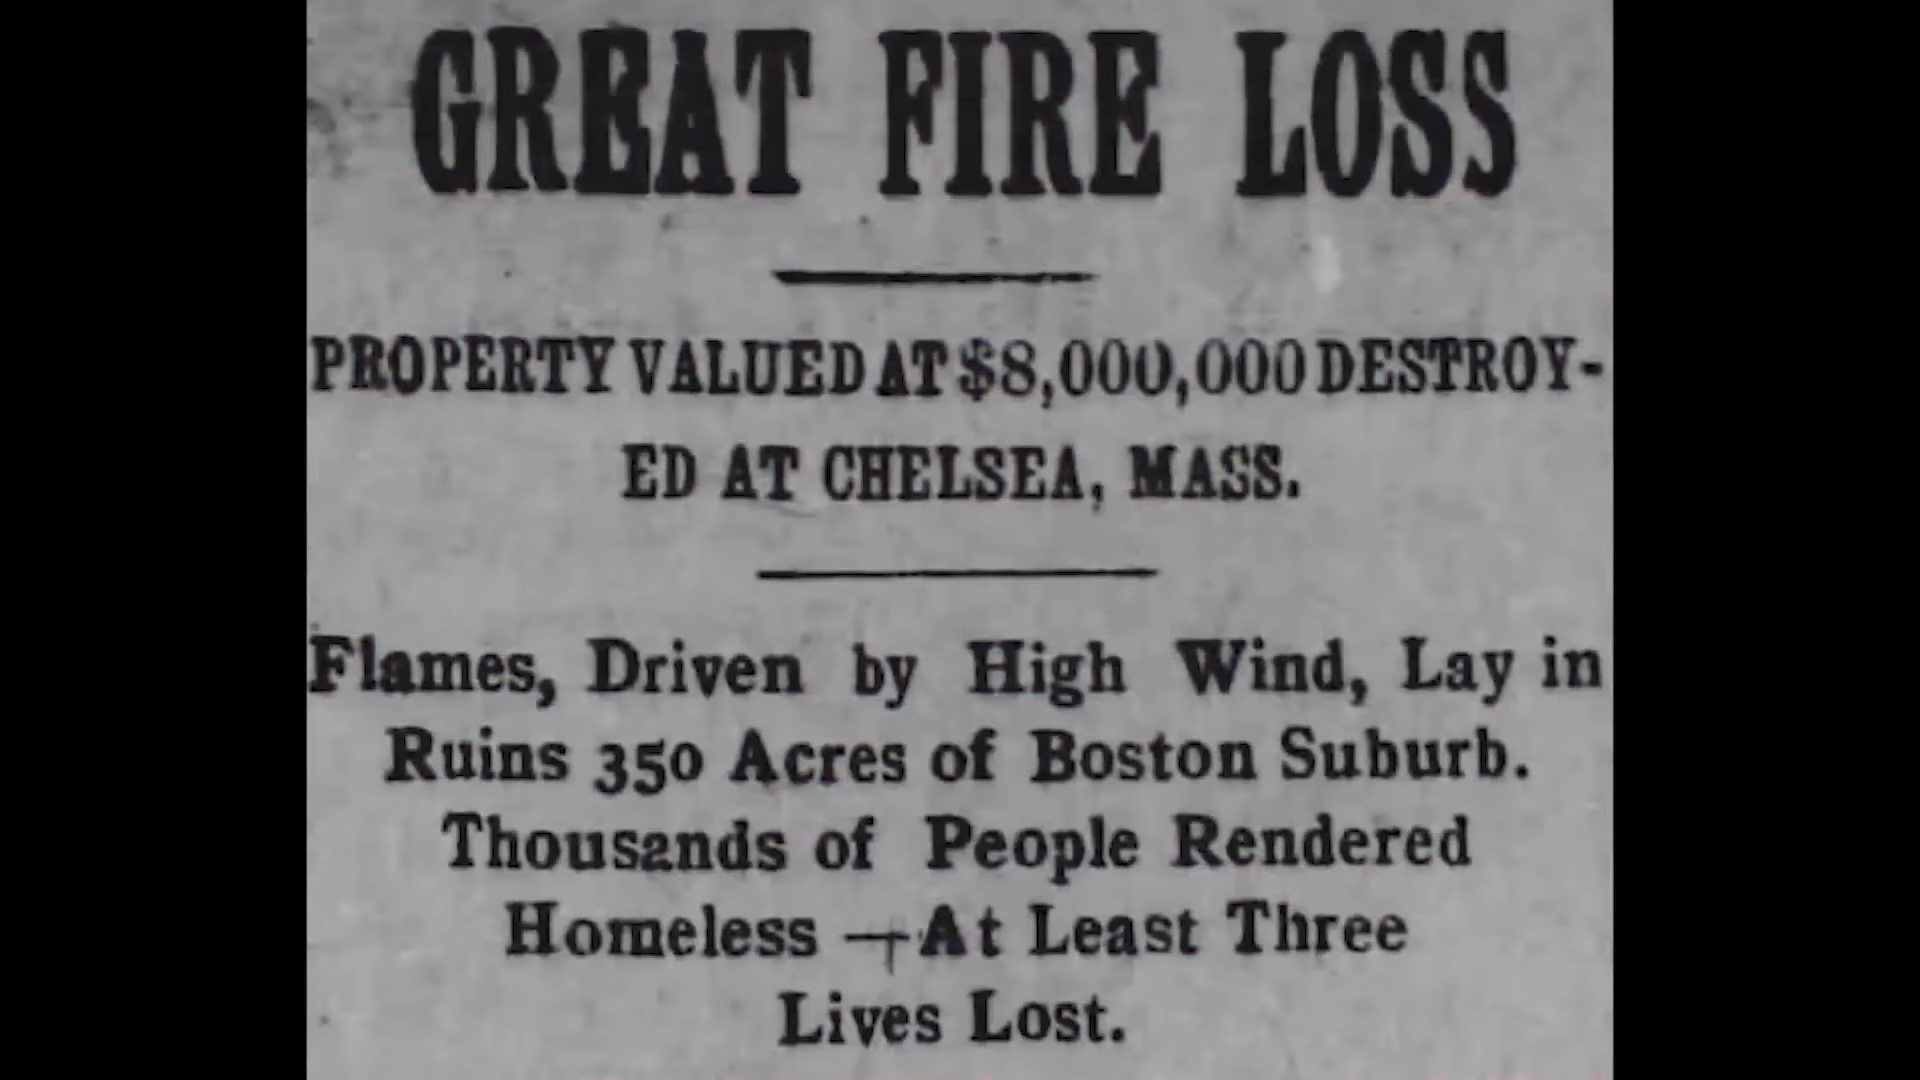 GREAT FIRE LOSS
PROPERTY VALUED AT $8,000,000 DESTROY-
ED AT CHELSEA, MASS.
Flames, Driven by High Wind, Lay in
Ruins 350 Acres of Boston Suburb.
Thousands of People Rendered
Homeless — At Least Three
Lives Lost.